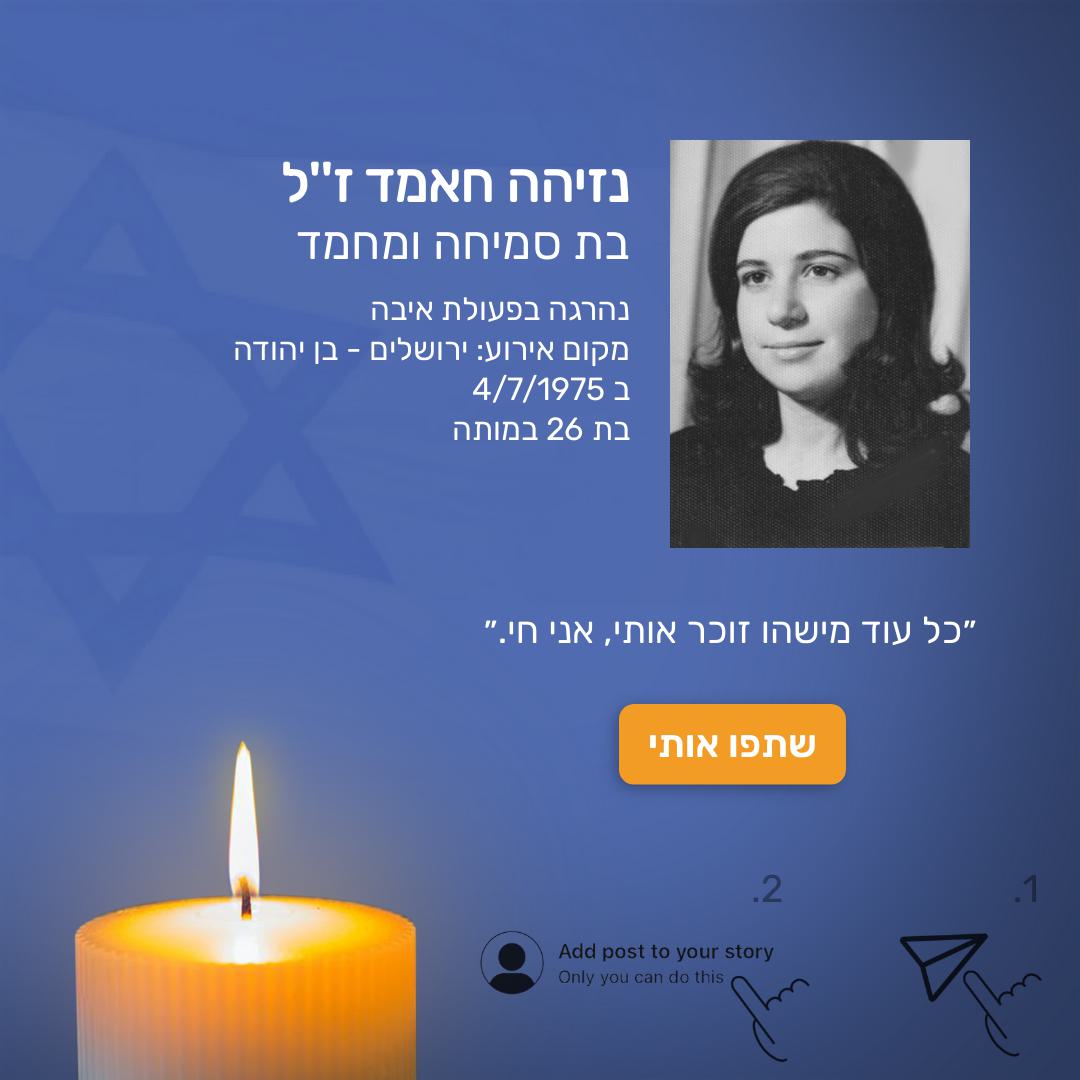 נזיהה חאמד ז"ל
בת סמיחה ומחמד
נהרגה בפעולת איבה
מקום אירוע: ירושלים - בן יהודה
ב 4/7/1975
בת 26 במותה
"כל עוד מישהו זוכר אותי, אני חי."
שתפו אותי
1.
2.
Add post to your story
Only you can do this